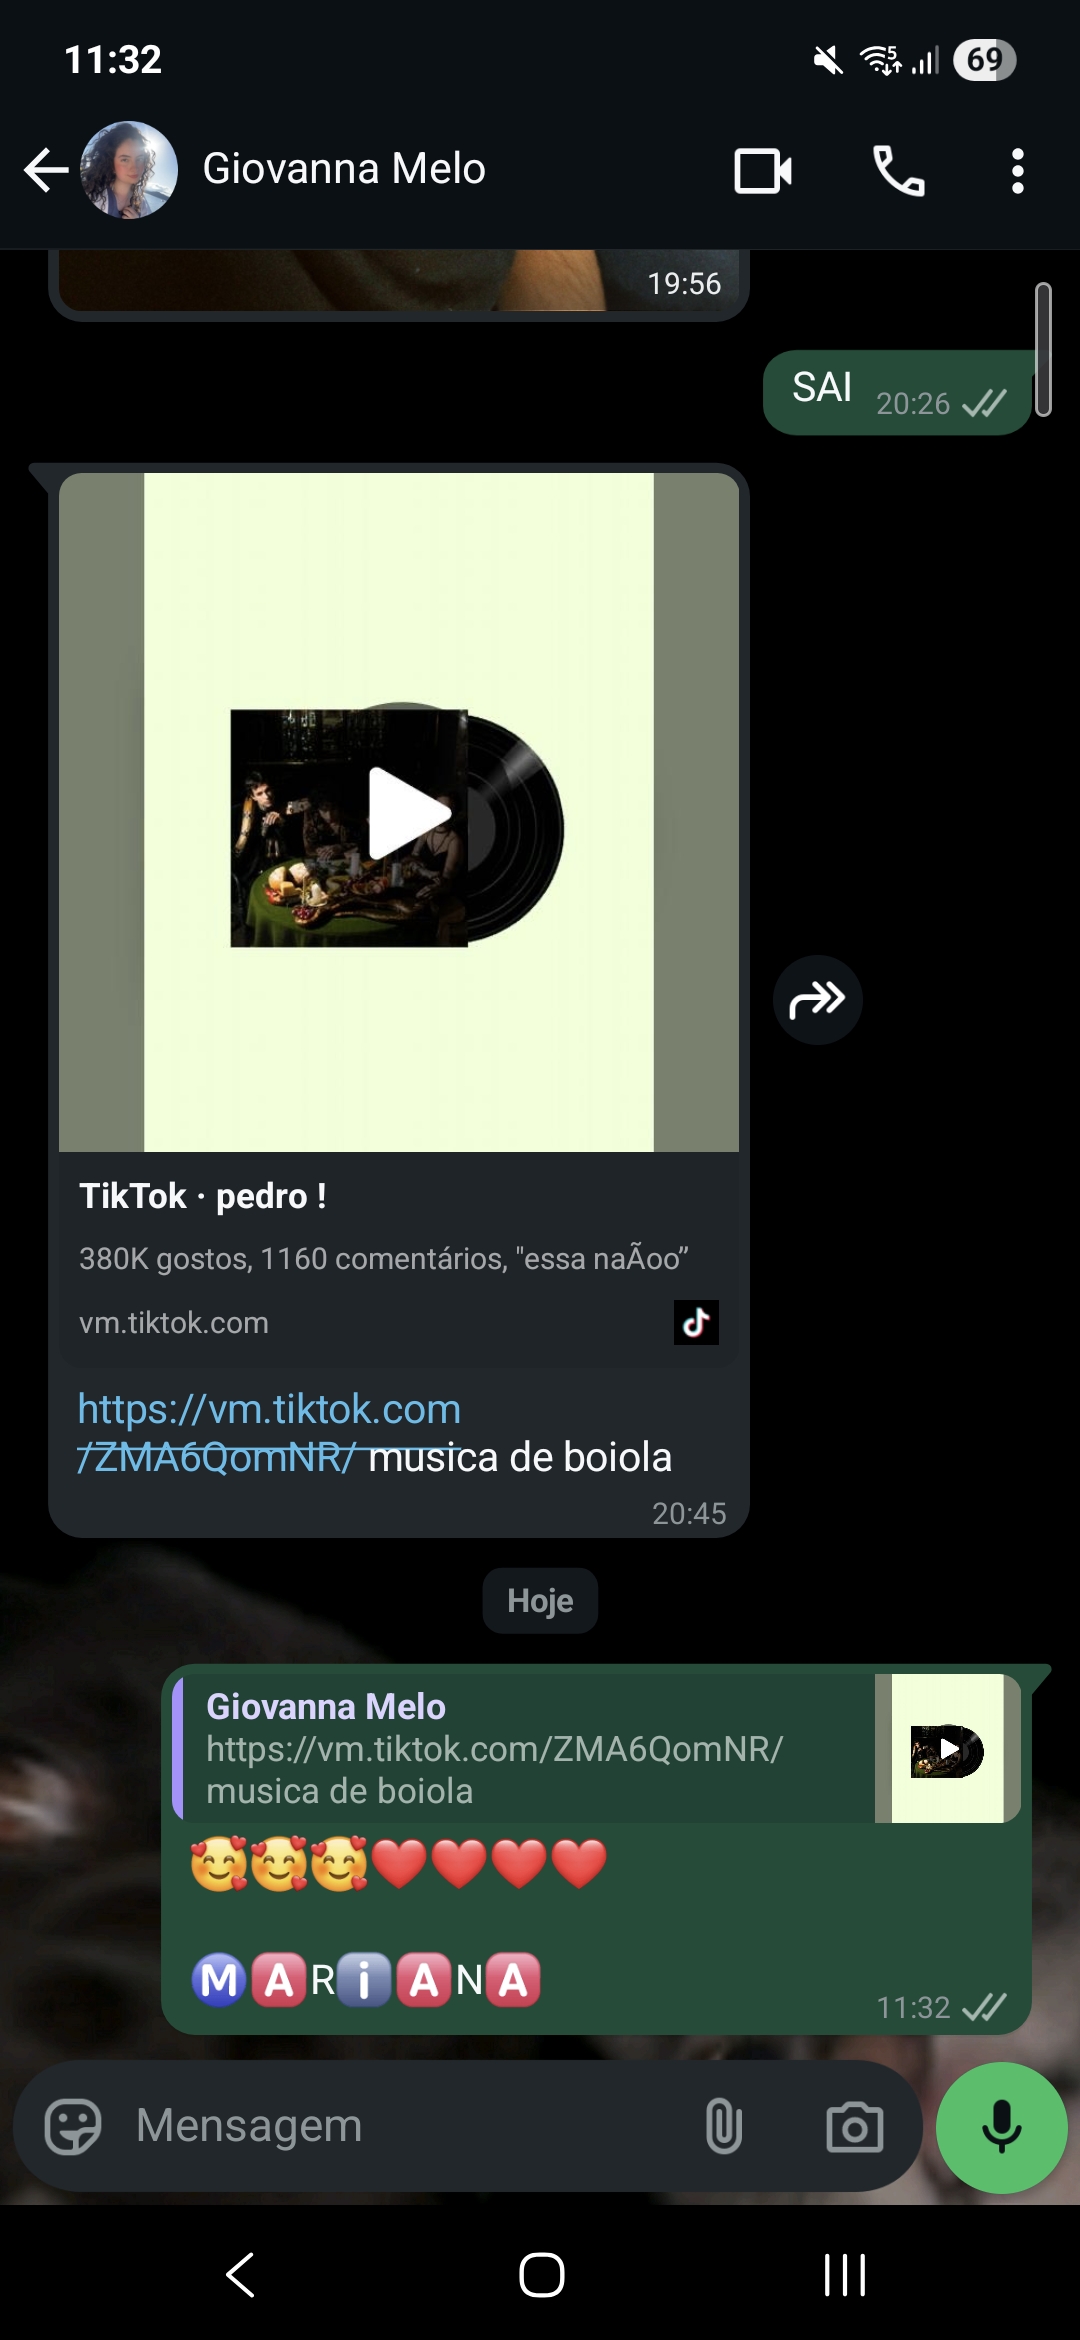 11:32
5
69
Giovanna Melo
19:56
SAI 20:26
TikTok · pedro !
380K gostos, 1160 comentários, "essa naÃoo”
vm.tiktok.com
https://vm.tiktok.com
/ZMA6QomNR/ musica de boiola
20:45
Hoje
Giovanna Melo
https://vm.tiktok.com/ZMA6QomNR/
musica de boiola
🥰🥰🥰❤️❤️❤️❤️
Ⓜ️🅰️Rℹ️🅰️N🅰️
11:32
Mensagem